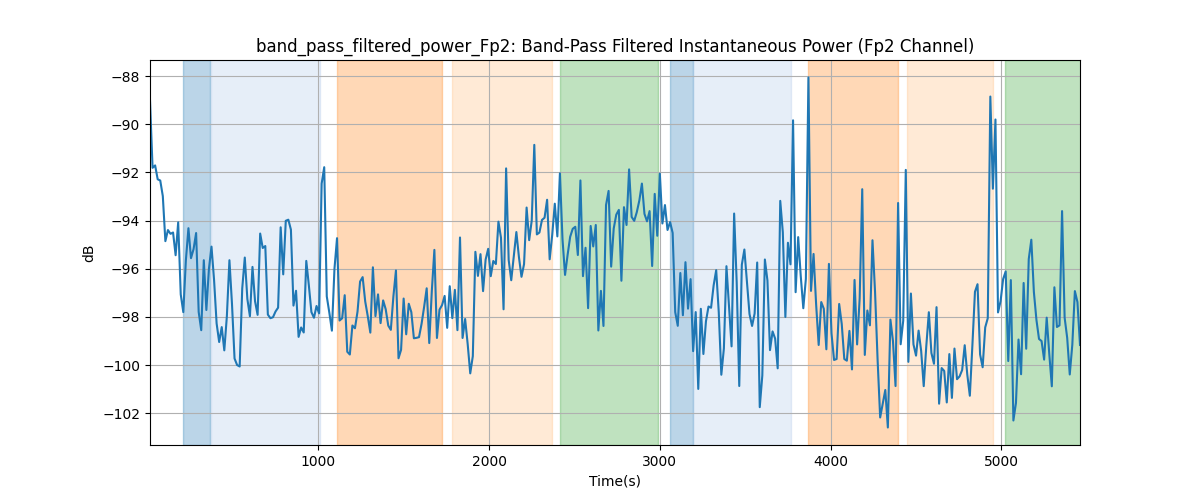 band_pass_filtered_power_Fp2: Band-Pass Filtered Instantaneous Power (Fp2 Channel)
−88
−90
−92
−94
−96
−98
−100
−102
dB
1000 2000 3000 4000 5000
Time(s)